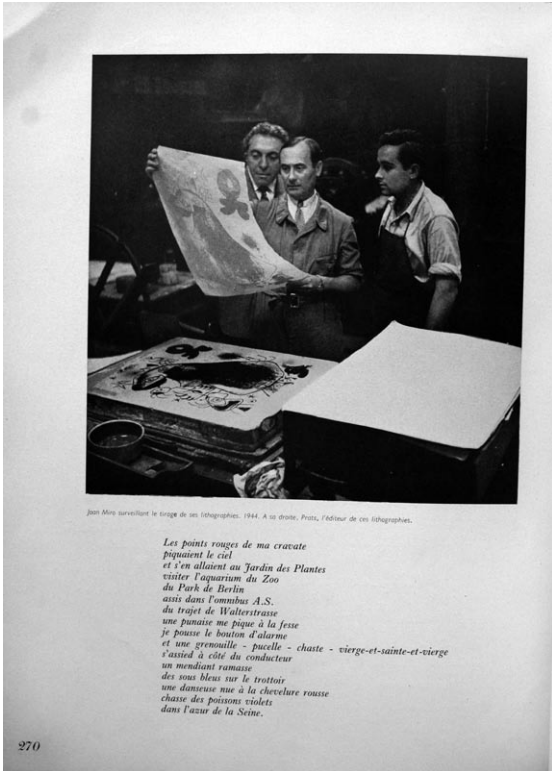 Joan Miro surveillant le tirage de ses lithographies. 1944. A sa droite, Prats, l'éditeur de ces lithographies.
Les points rouges de ma cravate
piquaient le ciel
et s'en allaient au Jardin des Plantes
visiter l'aquarium du Zoo
du Park de Berlin
assis dans l'omnibus A.S.
du trajet de Walterstrasse
une punaise me pique à la fesse
je pousse le bouton d'alarme
et une grenouille - pucelle - chaste - vierge-et-sainte-et-vierge
s'assied à côté du conducteur
un mendiant ramasse
des sous bleus sur le trottoir
une danseuse nue à la chevelure rousse
chasse des poissons violets
dans l'azur de la Seine.
270